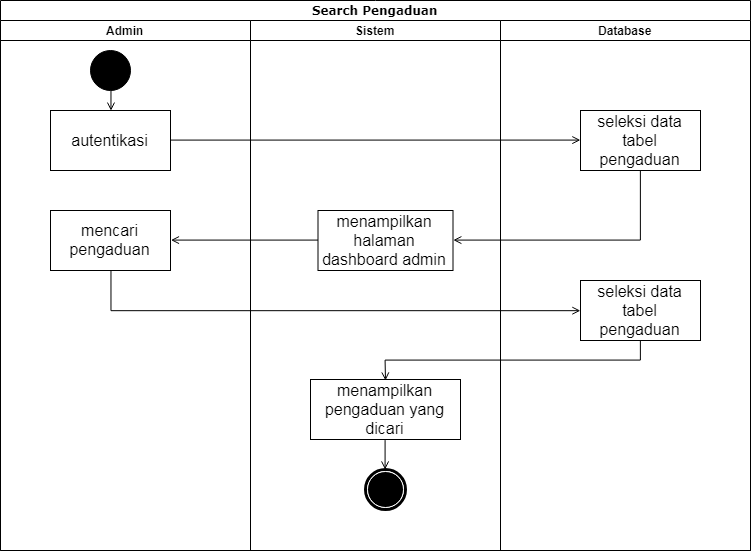 Search Pengaduan
Admin
Sistem
Database
autentikasi
seleksi data
tabel
pengaduan
mencari
pengaduan
menampilkan
halaman
dashboard admin
seleksi data
tabel
pengaduan
menampilkan
pengaduan yang
dicari